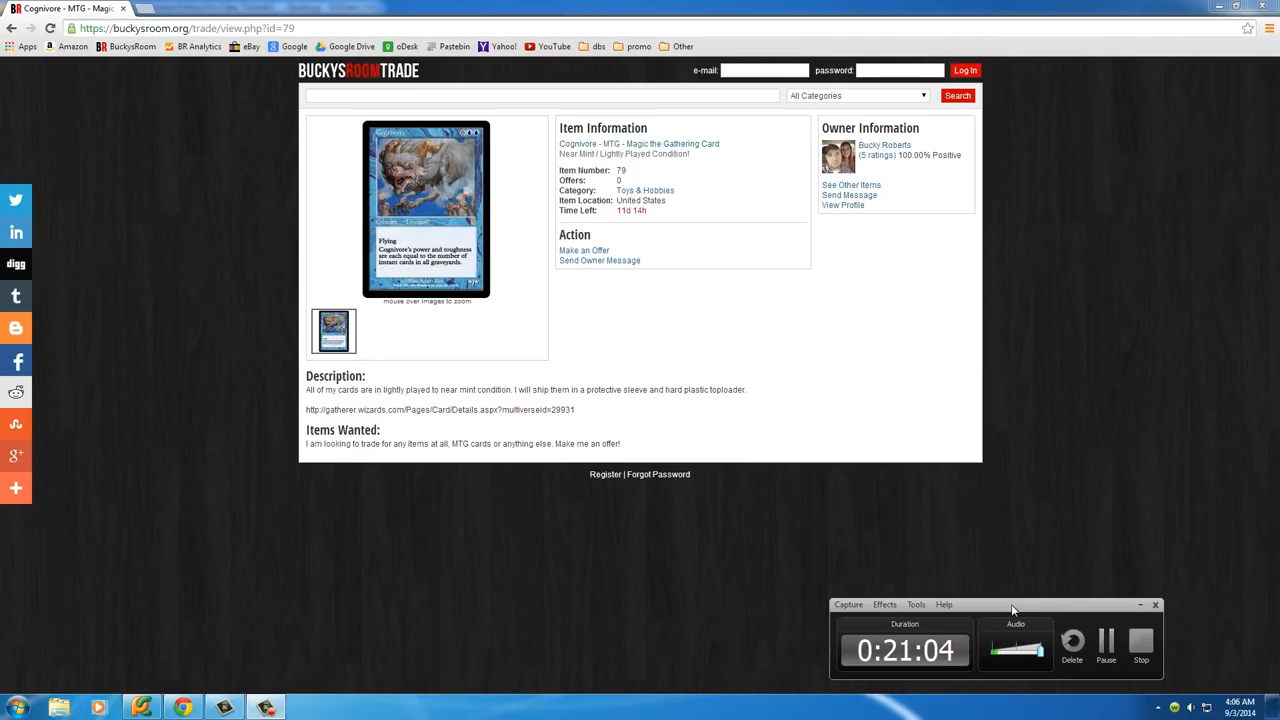 Cognivore - MTG - Magic
https://buckysroom.org/trade/view.php?id=79
Apps Amazon BR BuckysRoom BR Analytics eBay Google Google Drive oDesk Pastebin Yahoo! YouTube dbs promo Other
BUCKYSROOMTRADE e-mail: password: Log In
All Categories Search
Cognivore
Flying
Cognivore's power and toughness
are each equal to the number of
instant cards in all graveyards.
mouse over images to zoom
Item Information
Cognivore - MTG - Magic the Gathering Card
Near Mint / Lightly Played Condition!
Item Number: 79
Offers: 0
Category: Toys & Hobbies
Item Location: United States
Time Left: 11d 14h
Action
Make an Offer
Send Owner Message
Owner Information
Bucky Roberts
(5 ratings) 100.00% Positive
See Other Items
Send Message
View Profile
digg
Description:
All of my cards are in lightly played to near mint condition. I will ship them in a protective sleeve and hard plastic toploader.
http://gatherer.wizards.com/Pages/Card/Details.aspx?multiverseid=29931
Items Wanted:
I am looking to trade for any items at all, MTG cards or anything else. Make me an offer!
Register | Forgot Password
Capture Effects Tools Help
Duration Audio
0:21:04
Delete Pause Stop
4:06 AM
9/3/2014